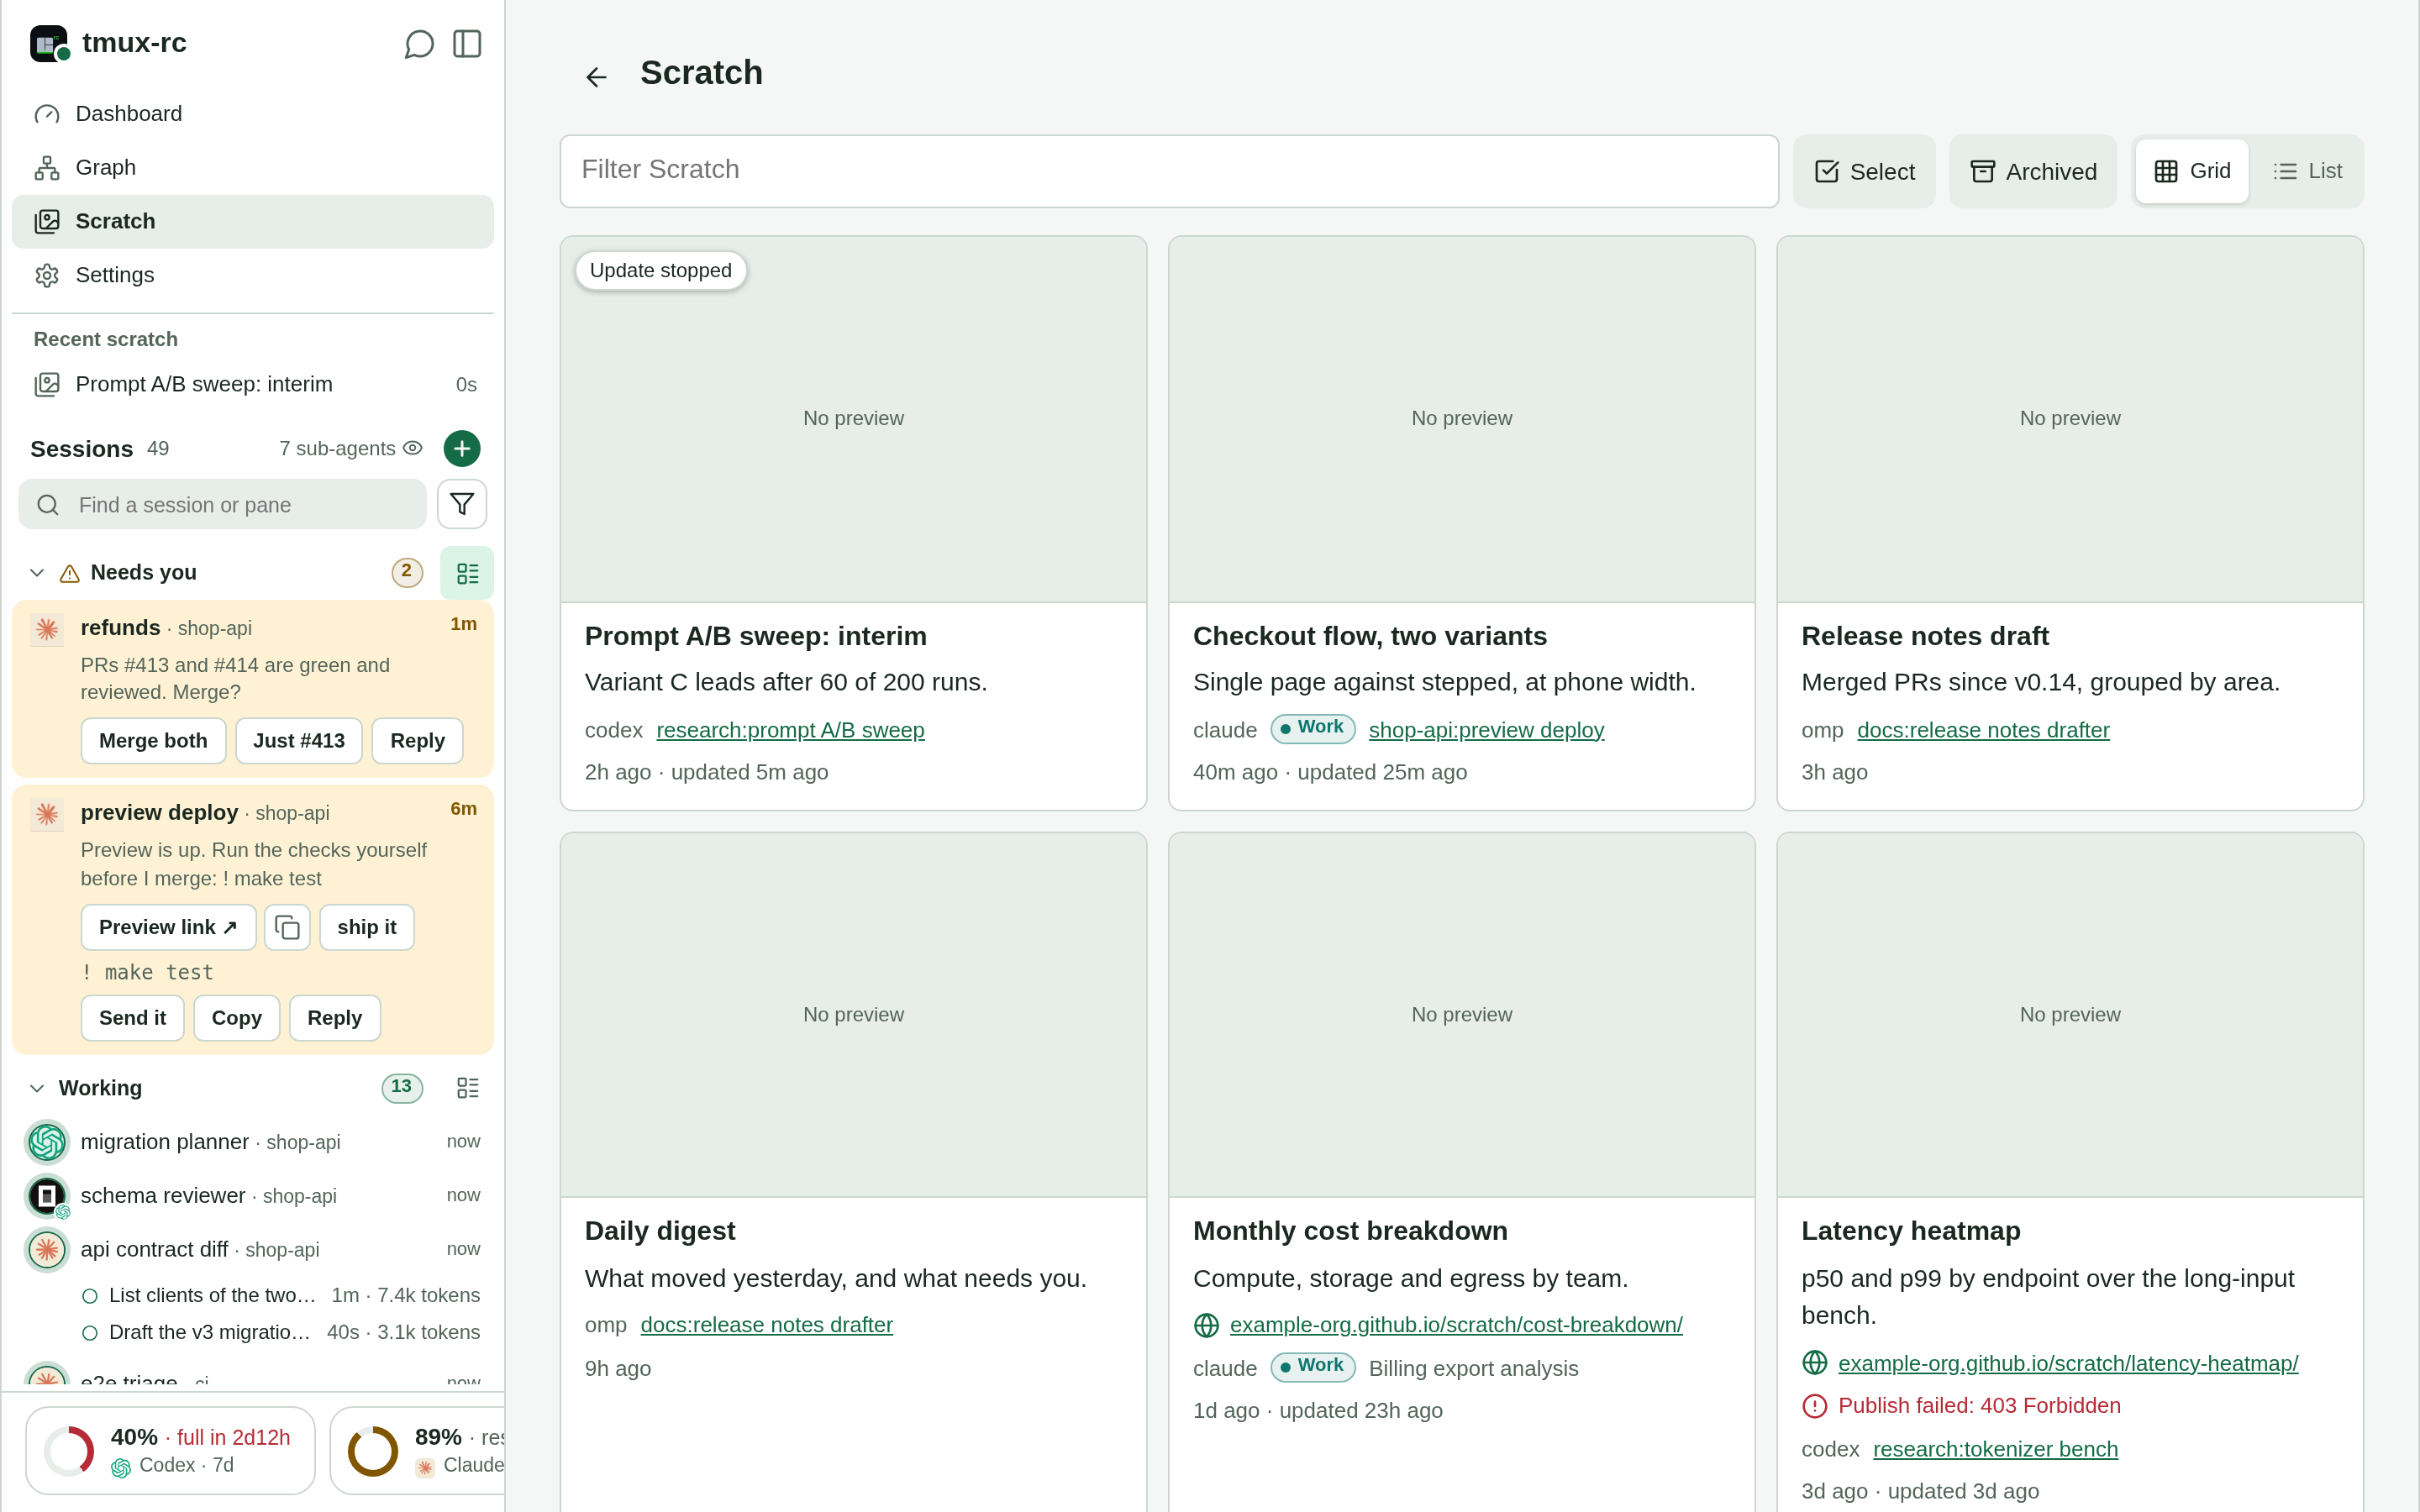 tmux-rc
Dashboard
Graph
Scratch
Settings
Recent scratch
Prompt A/B sweep: interim 0s
Sessions 49 7 sub-agents
Find a session or pane
Needs you 2
refunds · shop-api 1m
PRs #413 and #414 are green and
reviewed. Merge?
Merge both Just #413 Reply
preview deploy · shop-api 6m
Preview is up. Run the checks yourself
before I merge: ! make test
Preview link ↗ ship it
! make test
Send it Copy Reply
Working 13
migration planner · shop-api now
schema reviewer · shop-api now
api contract diff · shop-api now
List clients of the two… 1m · 7.4k tokens
Draft the v3 migratio… 40s · 3.1k tokens
e2e triage · ci now
40% · full in 2d12h
Codex · 7d
89% · res
Claude
Scratch
Filter Scratch
Select
Archived
Grid
List
Update stopped
No preview
Prompt A/B sweep: interim
Variant C leads after 60 of 200 runs.
codex research:prompt A/B sweep
2h ago · updated 5m ago
No preview
Checkout flow, two variants
Single page against stepped, at phone width.
claude Work shop-api:preview deploy
40m ago · updated 25m ago
No preview
Release notes draft
Merged PRs since v0.14, grouped by area.
omp docs:release notes drafter
3h ago
No preview
Daily digest
What moved yesterday, and what needs you.
omp docs:release notes drafter
9h ago
No preview
Monthly cost breakdown
Compute, storage and egress by team.
example-org.github.io/scratch/cost-breakdown/
claude Work Billing export analysis
1d ago · updated 23h ago
No preview
Latency heatmap
p50 and p99 by endpoint over the long-input
bench.
example-org.github.io/scratch/latency-heatmap/
Publish failed: 403 Forbidden
codex research:tokenizer bench
3d ago · updated 3d ago